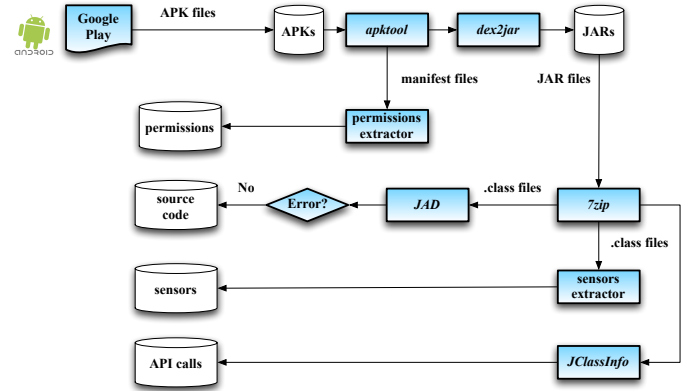 Google
Play
APK files
APKs
apktool
dex2jar
JARs
ANDROID
manifest files
JAR files
permissions
extractor
permissions
source
code
No
Error?
JAD
.class files
7zip
.class files
sensors
extractor
sensors
API calls
JClassInfo